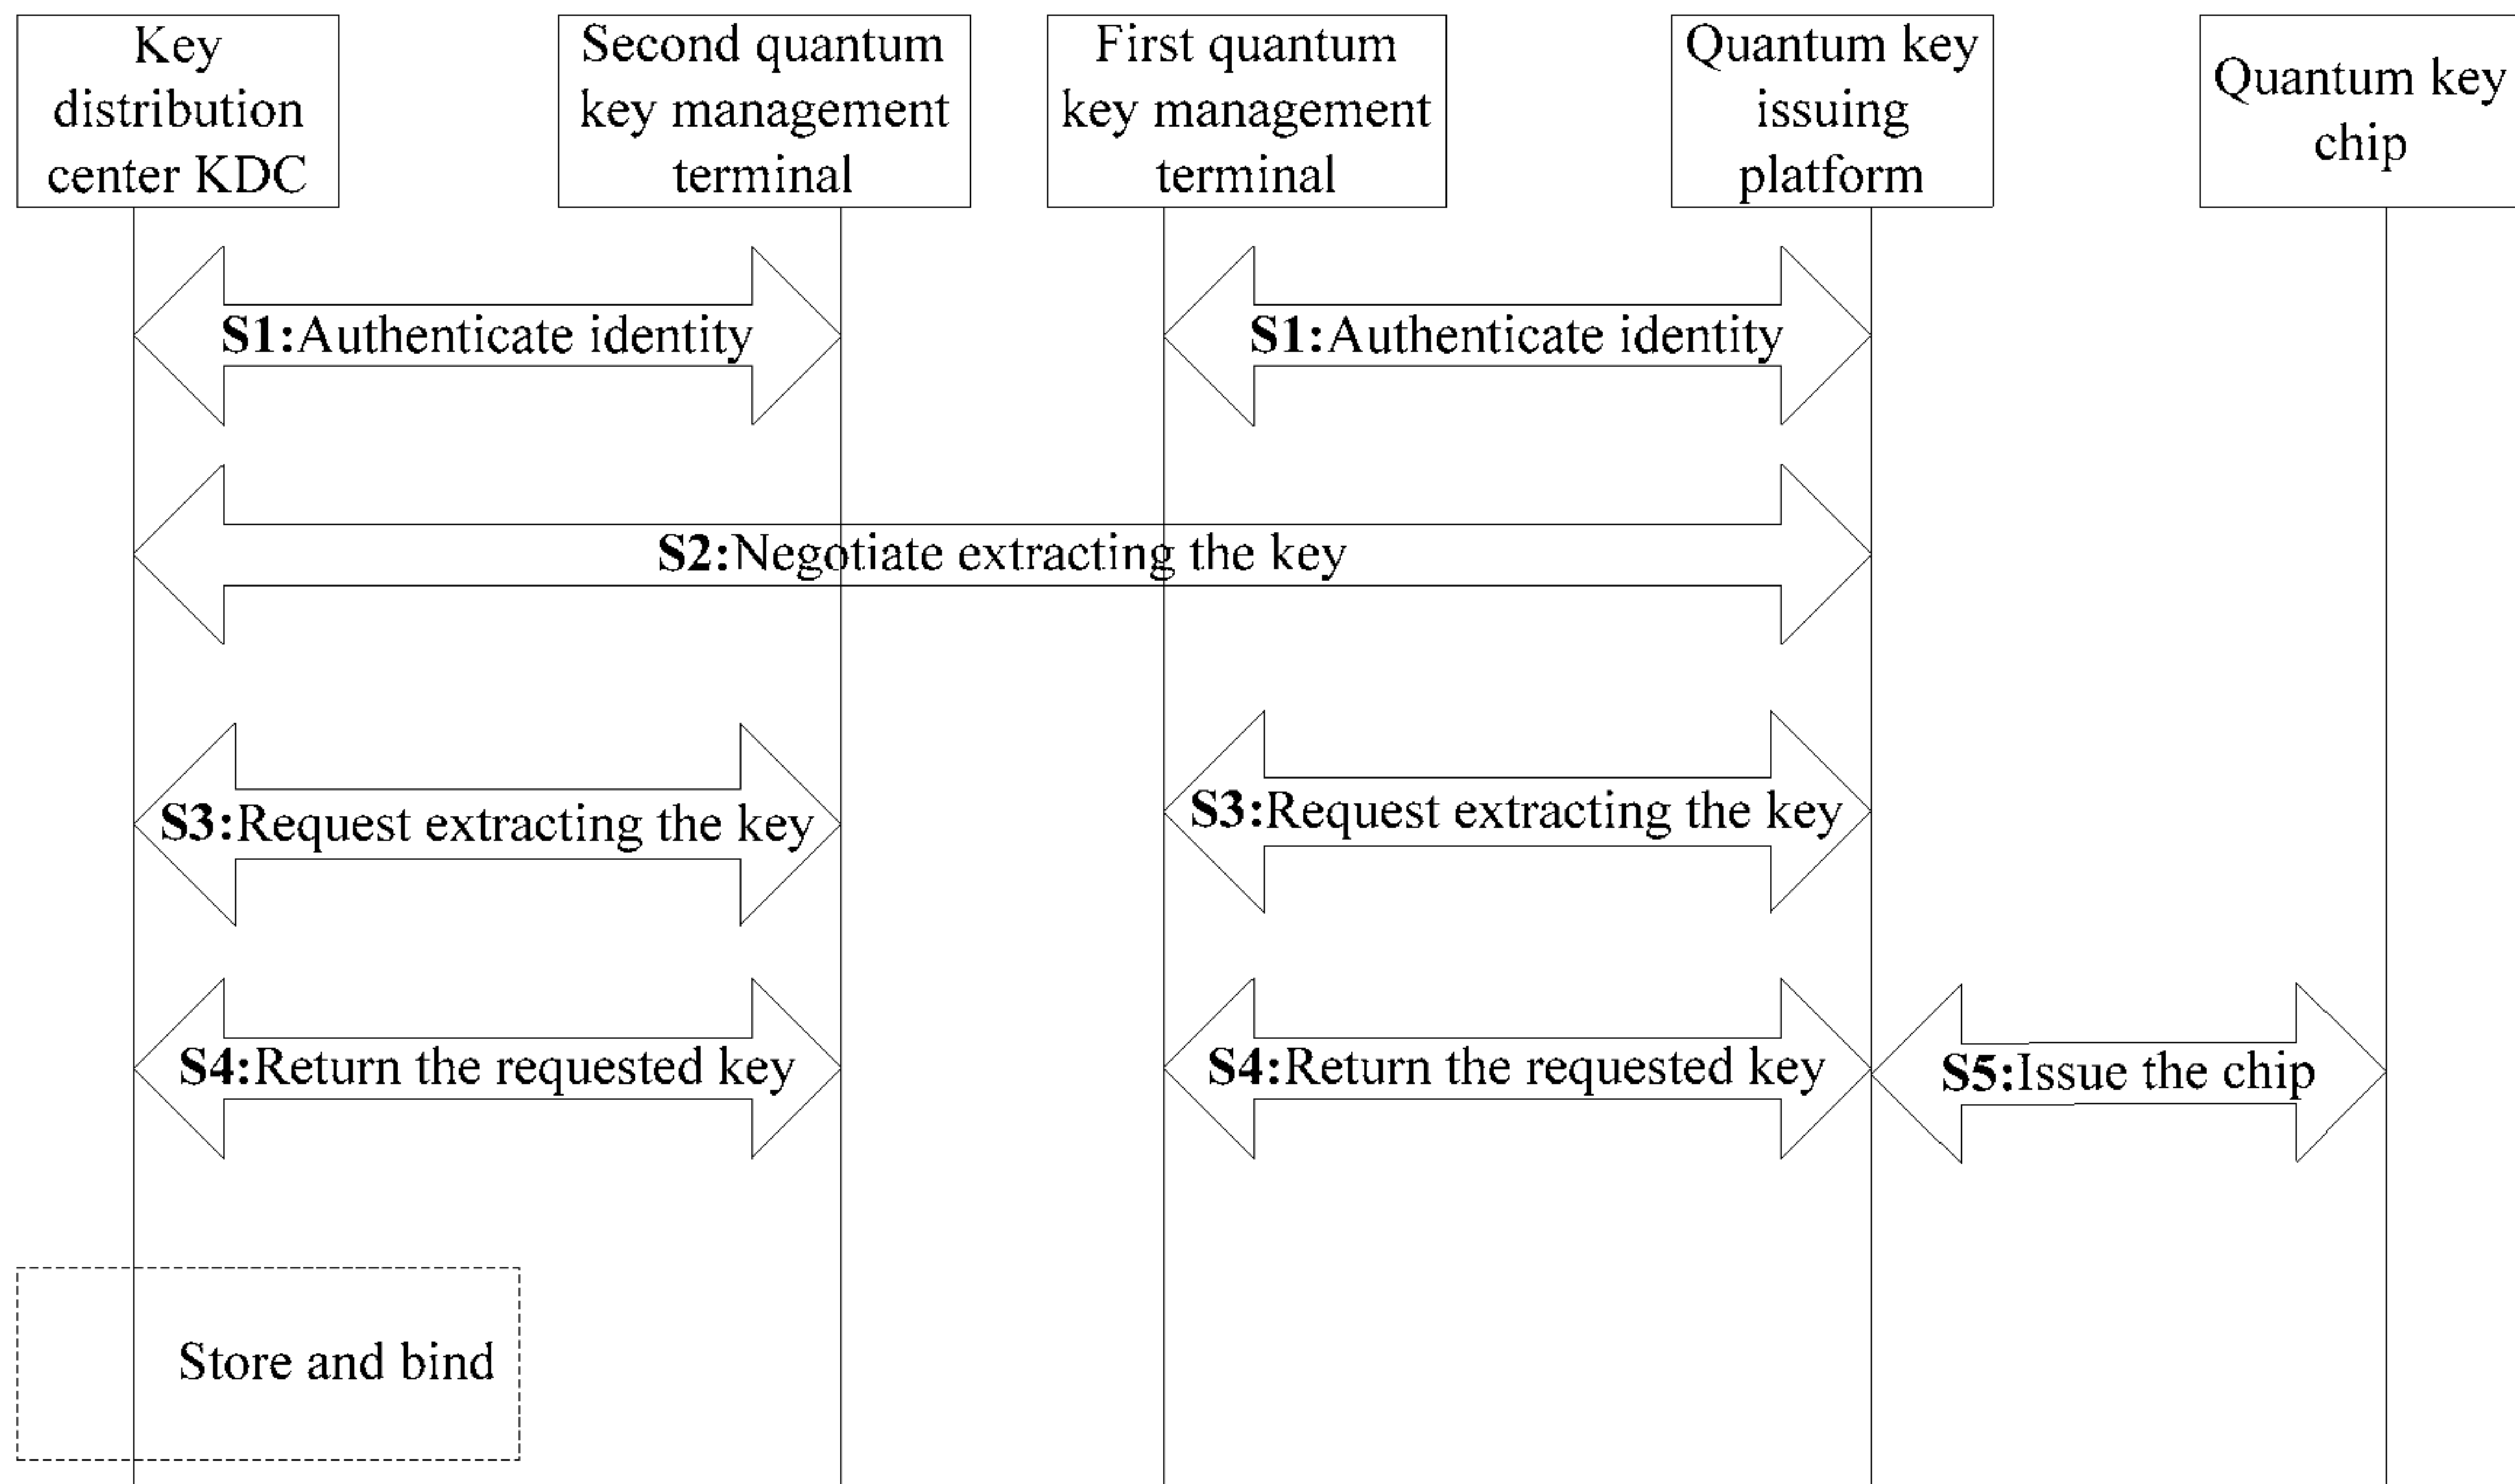 Key
distribution
center KDC
Second quantum
key management
terminal
First quantum
key management
terminal
Quantum key
issuing
platform
Quantum key
chip
S1:Authenticate identity
S1:Authenticate identity
S2:Negotiate extracting the key
S3:Request extracting the key
S3:Request extracting the key
S4:Return the requested key
S4:Return the requested key
S5:Issue the chip
Store and bind